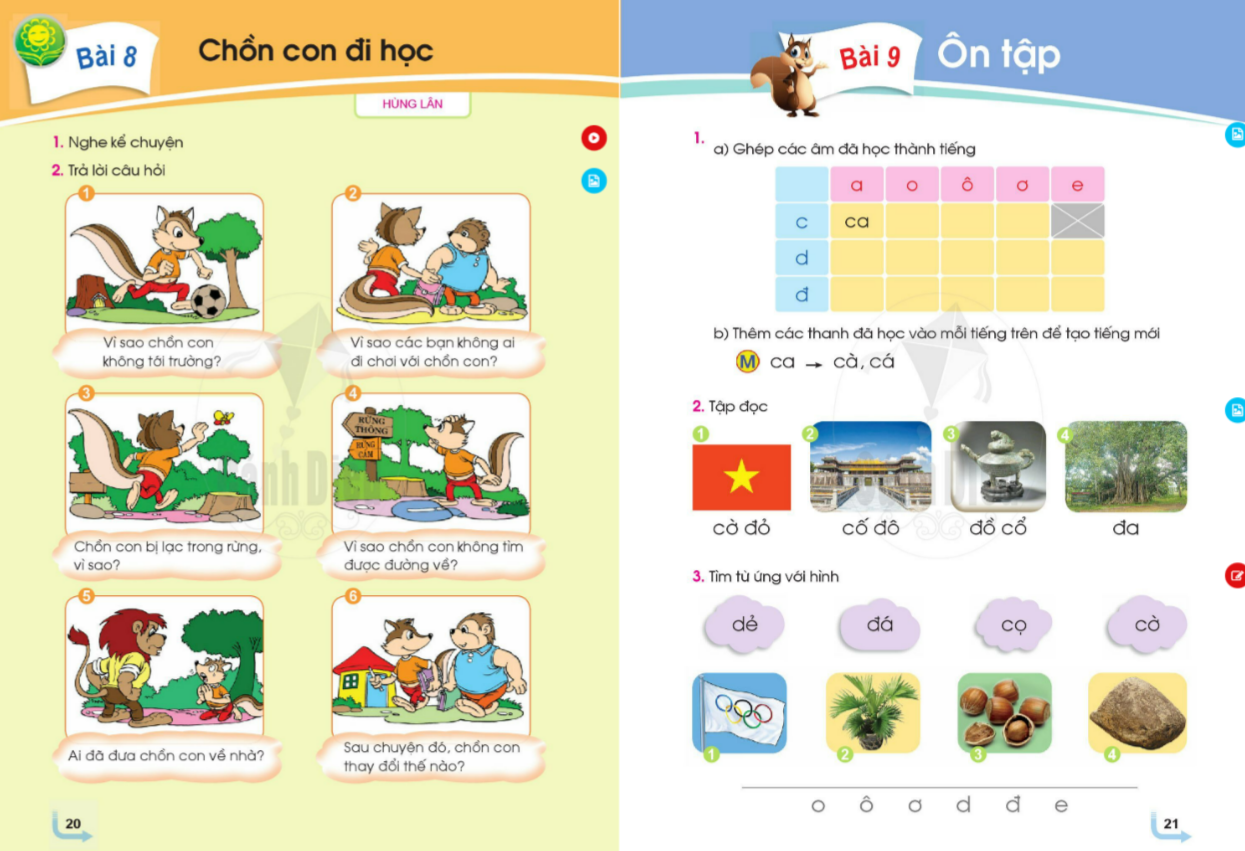 Bài 8
Chồn con đi học
HÙNG LÂN
1. Nghe kể chuyện
2. Trả lời câu hỏi
1
2
Vì sao chồn con
không tới trường?
Vì sao các bạn không ai
đi chơi với chồn con?
3
4
RỪNG
THÔNG
RỪNG
CẤM
Chồn con bị lạc trong rừng,
vì sao?
Vì sao chồn con không tìm
được đường về?
5
6
Ai đã đưa chồn con về nhà?
Sau chuyện đó, chồn con
thay đổi thế nào?
20
Bài 9
Ôn tập
1.
a) Ghép các âm đã học thành tiếng
a o ô ơ e
c ca
d
đ
b) Thêm các thanh đã học vào mỗi tiếng trên để tạo tiếng mới
M ca → cà, cá
2. Tập đọc
1 2 3 4
cờ đỏ cố đô đồ cổ đa
3. Tìm từ ứng với hình
dẻ đá cọ cờ
1 2 3 4
o ô ơ d đ e
21